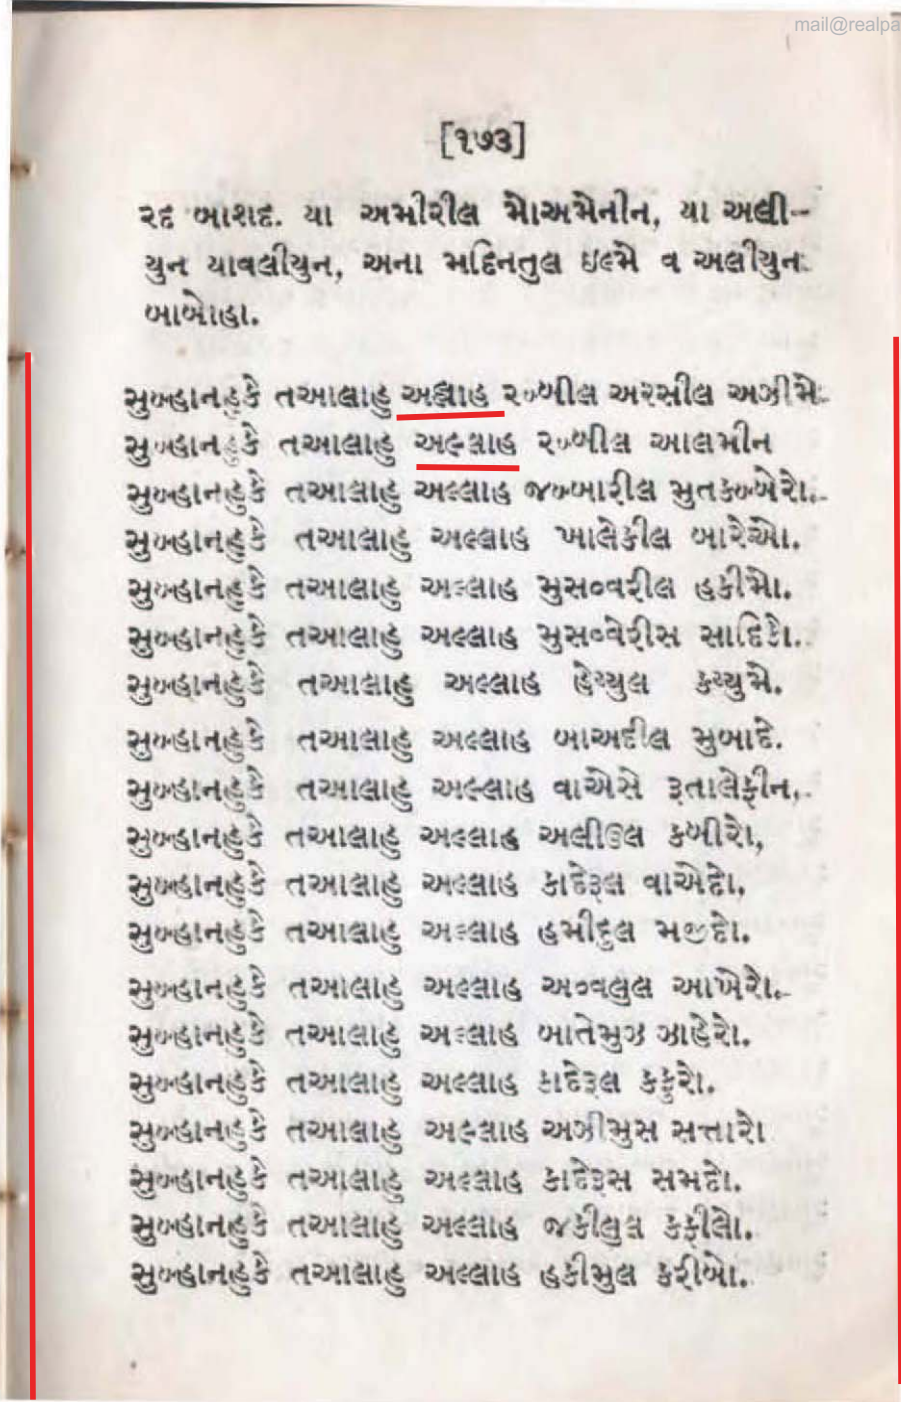 mail@realpa
[૧૭૩]
રદ બાશદ. યા અમીરીલ મોઅમેનીન, યા અલી-
યુન યાવલીયુન, અના મદિનતુલ ઇલ્મે વ અલીયુન
બાબોહા.
સુબ્હાનહુકે તઆલાહુ અલ્લાહ રબ્બીલ અરસીલ અઝીમે.
સુબ્હાનહુકે તઆલાહુ અલ્લાહ રબ્બીલ આલમીન
સુબ્હાનહુકે તઆલાહુ અલ્લાહ જબ્બારીલ મુતકબ્બેરો.
સુબ્હાનહુકે તઆલાહુ અલ્લાહ ખાલેકીલ બારેઓ.
સુબ્હાનહુકે તઆલાહુ અલ્લાહ મુસવ્વરીલ હકીમો.
સુબ્હાનહુકે તઆલાહુ અલ્લાહ મુસવ્વેરીસ સાદિકો.
સુબ્હાનહુકે તઆલાહુ અલ્લાહ હેય્યુલ કય્યુમે.
સુબ્હાનહુકે તઆલાહુ અલ્લાહ બાઅદીલ મુબાદે.
સુબ્હાનહુકે તઆલાહુ અલ્લાહ વાએસે રૂતાલેફીન,
સુબ્હાનહુકે તઆલાહુ અલ્લાહ અલીઉલ કબીરો,
સુબ્હાનહુકે તઆલાહુ અલ્લાહ કાદેરૂલ વાએદો,
સુબ્હાનહુકે તઆલાહુ અલ્લાહ હમીદુલ મજીદો.
સુબ્હાનહુકે તઆલાહુ અલ્લાહ અવ્વલુલ આખેરો.
સુબ્હાનહુકે તઆલાહુ અલ્લાહ બાતેમુઝ ઝાહેરો.
સુબ્હાનહુકે તઆલાહુ અલ્લાહ કાદેરૂલ કફુરો.
સુબ્હાનહુકે તઆલાહુ અલ્લાહ અઝીમુસ સત્તારો
સુબ્હાનહુકે તઆલાહુ અલ્લાહ કાદેરૂસ સમદો.
સુબ્હાનહુકે તઆલાહુ અલ્લાહ જકીલુલ કફીલો.
સુબ્હાનહુકે તઆલાહુ અલ્લાહ હકીમુલ કરીબો.